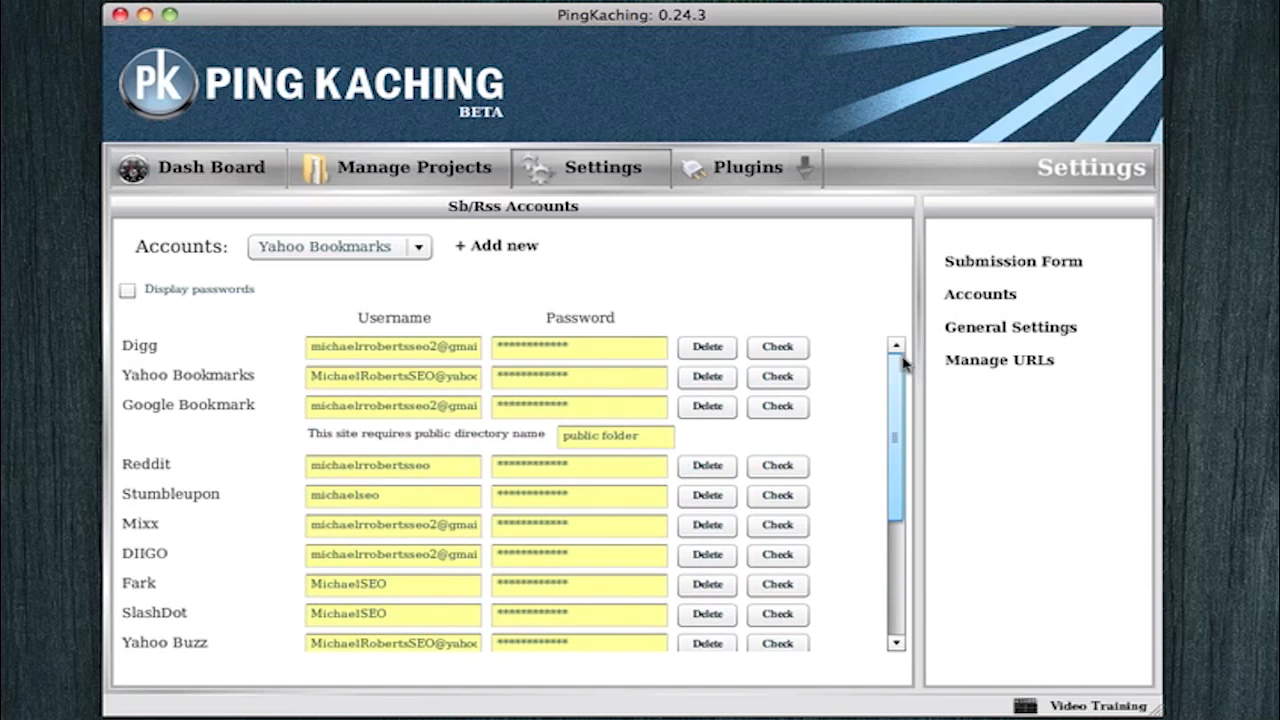 PingKaching: 0.24.3
PK PING KACHING
BETA
Dash Board Manage Projects Settings Plugins Settings
Sb/Rss Accounts
Accounts: Yahoo Bookmarks + Add new
Display passwords
Username Password
Digg michaelrrobertsseo2@gmai ************ Delete Check
Yahoo Bookmarks MichaelRobertsSEO@yahoo ************ Delete Check
Google Bookmark michaelrrobertsseo2@gmai ************ Delete Check
This site requires public directory name public folder
Reddit michaelrrobertsseo ************ Delete Check
Stumbleupon michaelseo ************ Delete Check
Mixx michaelrrobertsseo2@gmai ************ Delete Check
DIIGO michaelrrobertsseo2@gmai ************ Delete Check
Fark MichaelSEO ************ Delete Check
SlashDot MichaelSEO ************ Delete Check
Yahoo Buzz MichaelRobertsSEO@yahoo ************ Delete Check
Submission Form
Accounts
General Settings
Manage URLs
Video Training